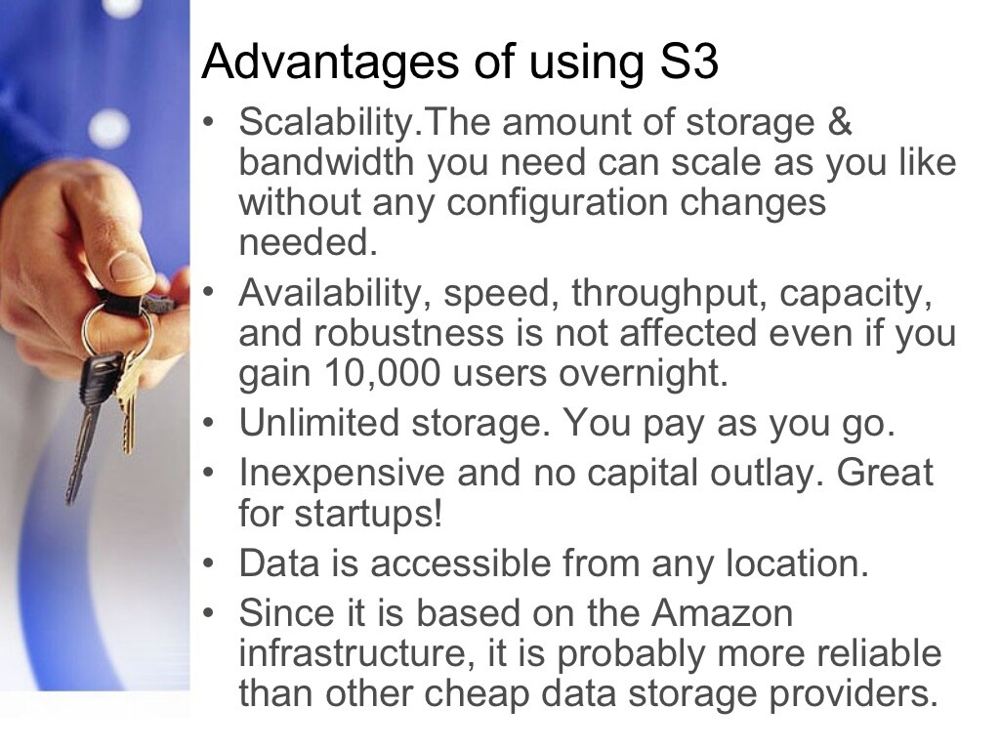 Advantages of using S3
• Scalability.The amount of storage &
bandwidth you need can scale as you like
without any configuration changes
needed.
• Availability, speed, throughput, capacity,
and robustness is not affected even if you
gain 10,000 users overnight.
• Unlimited storage. You pay as you go.
• Inexpensive and no capital outlay. Great
for startups!
• Data is accessible from any location.
• Since it is based on the Amazon
infrastructure, it is probably more reliable
than other cheap data storage providers.